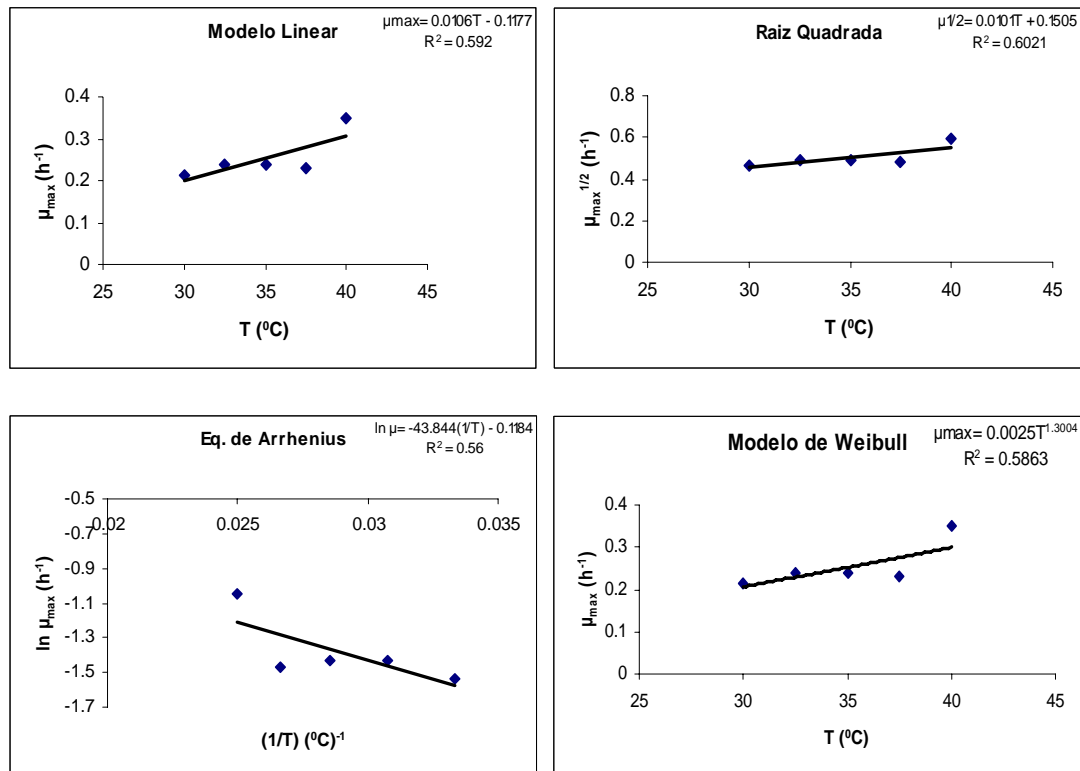 Modelo Linear
μmax= 0.0106T - 0.1177
R² = 0.592
0.4
0.3
0.2
0.1
0
μmax (h⁻¹)
25 30 35 40 45
T (⁰C)
Raiz Quadrada
μ1/2= 0.0101T + 0.1505
R² = 0.6021
0.8
0.6
0.4
0.2
0
μmax^1/2 (h⁻¹)
25 30 35 40 45
T (⁰C)
Eq. de Arrhenius
ln μ= -43.844(1/T) - 0.1184
R² = 0.56
-0.5
-0.7
-0.9
-1.1
-1.3
-1.5
-1.7
ln μmax (h⁻¹)
0.02 0.025 0.03 0.035
(1/T) (⁰C)⁻¹
Modelo de Weibull
μmax= 0.0025T^1.3004
R² = 0.5863
0.4
0.3
0.2
0.1
0
μmax (h⁻¹)
25 30 35 40 45
T (⁰C)